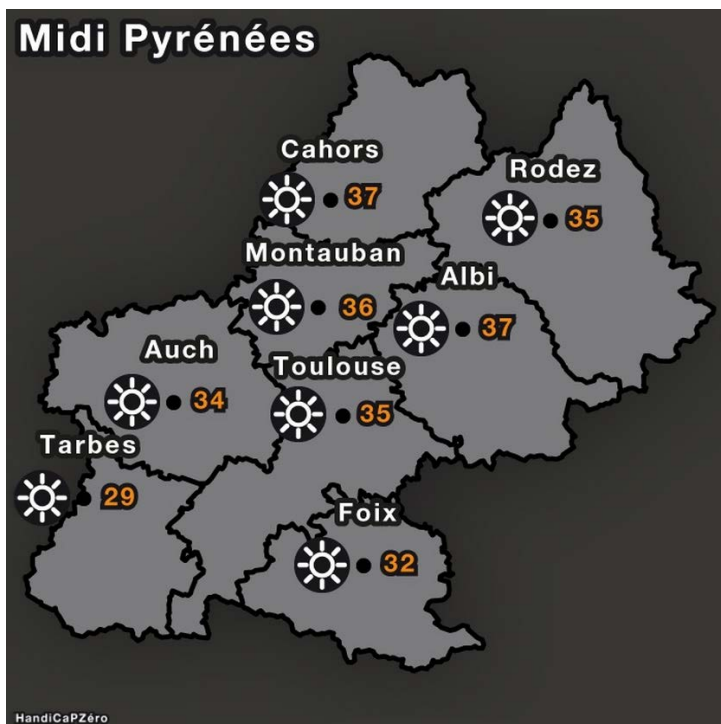 Midi Pyrénées
Cahors
37
Rodez
35
Montauban
36
Albi
37
Auch
34
Toulouse
35
Tarbes
29
Foix
32
HandiCaPZéro